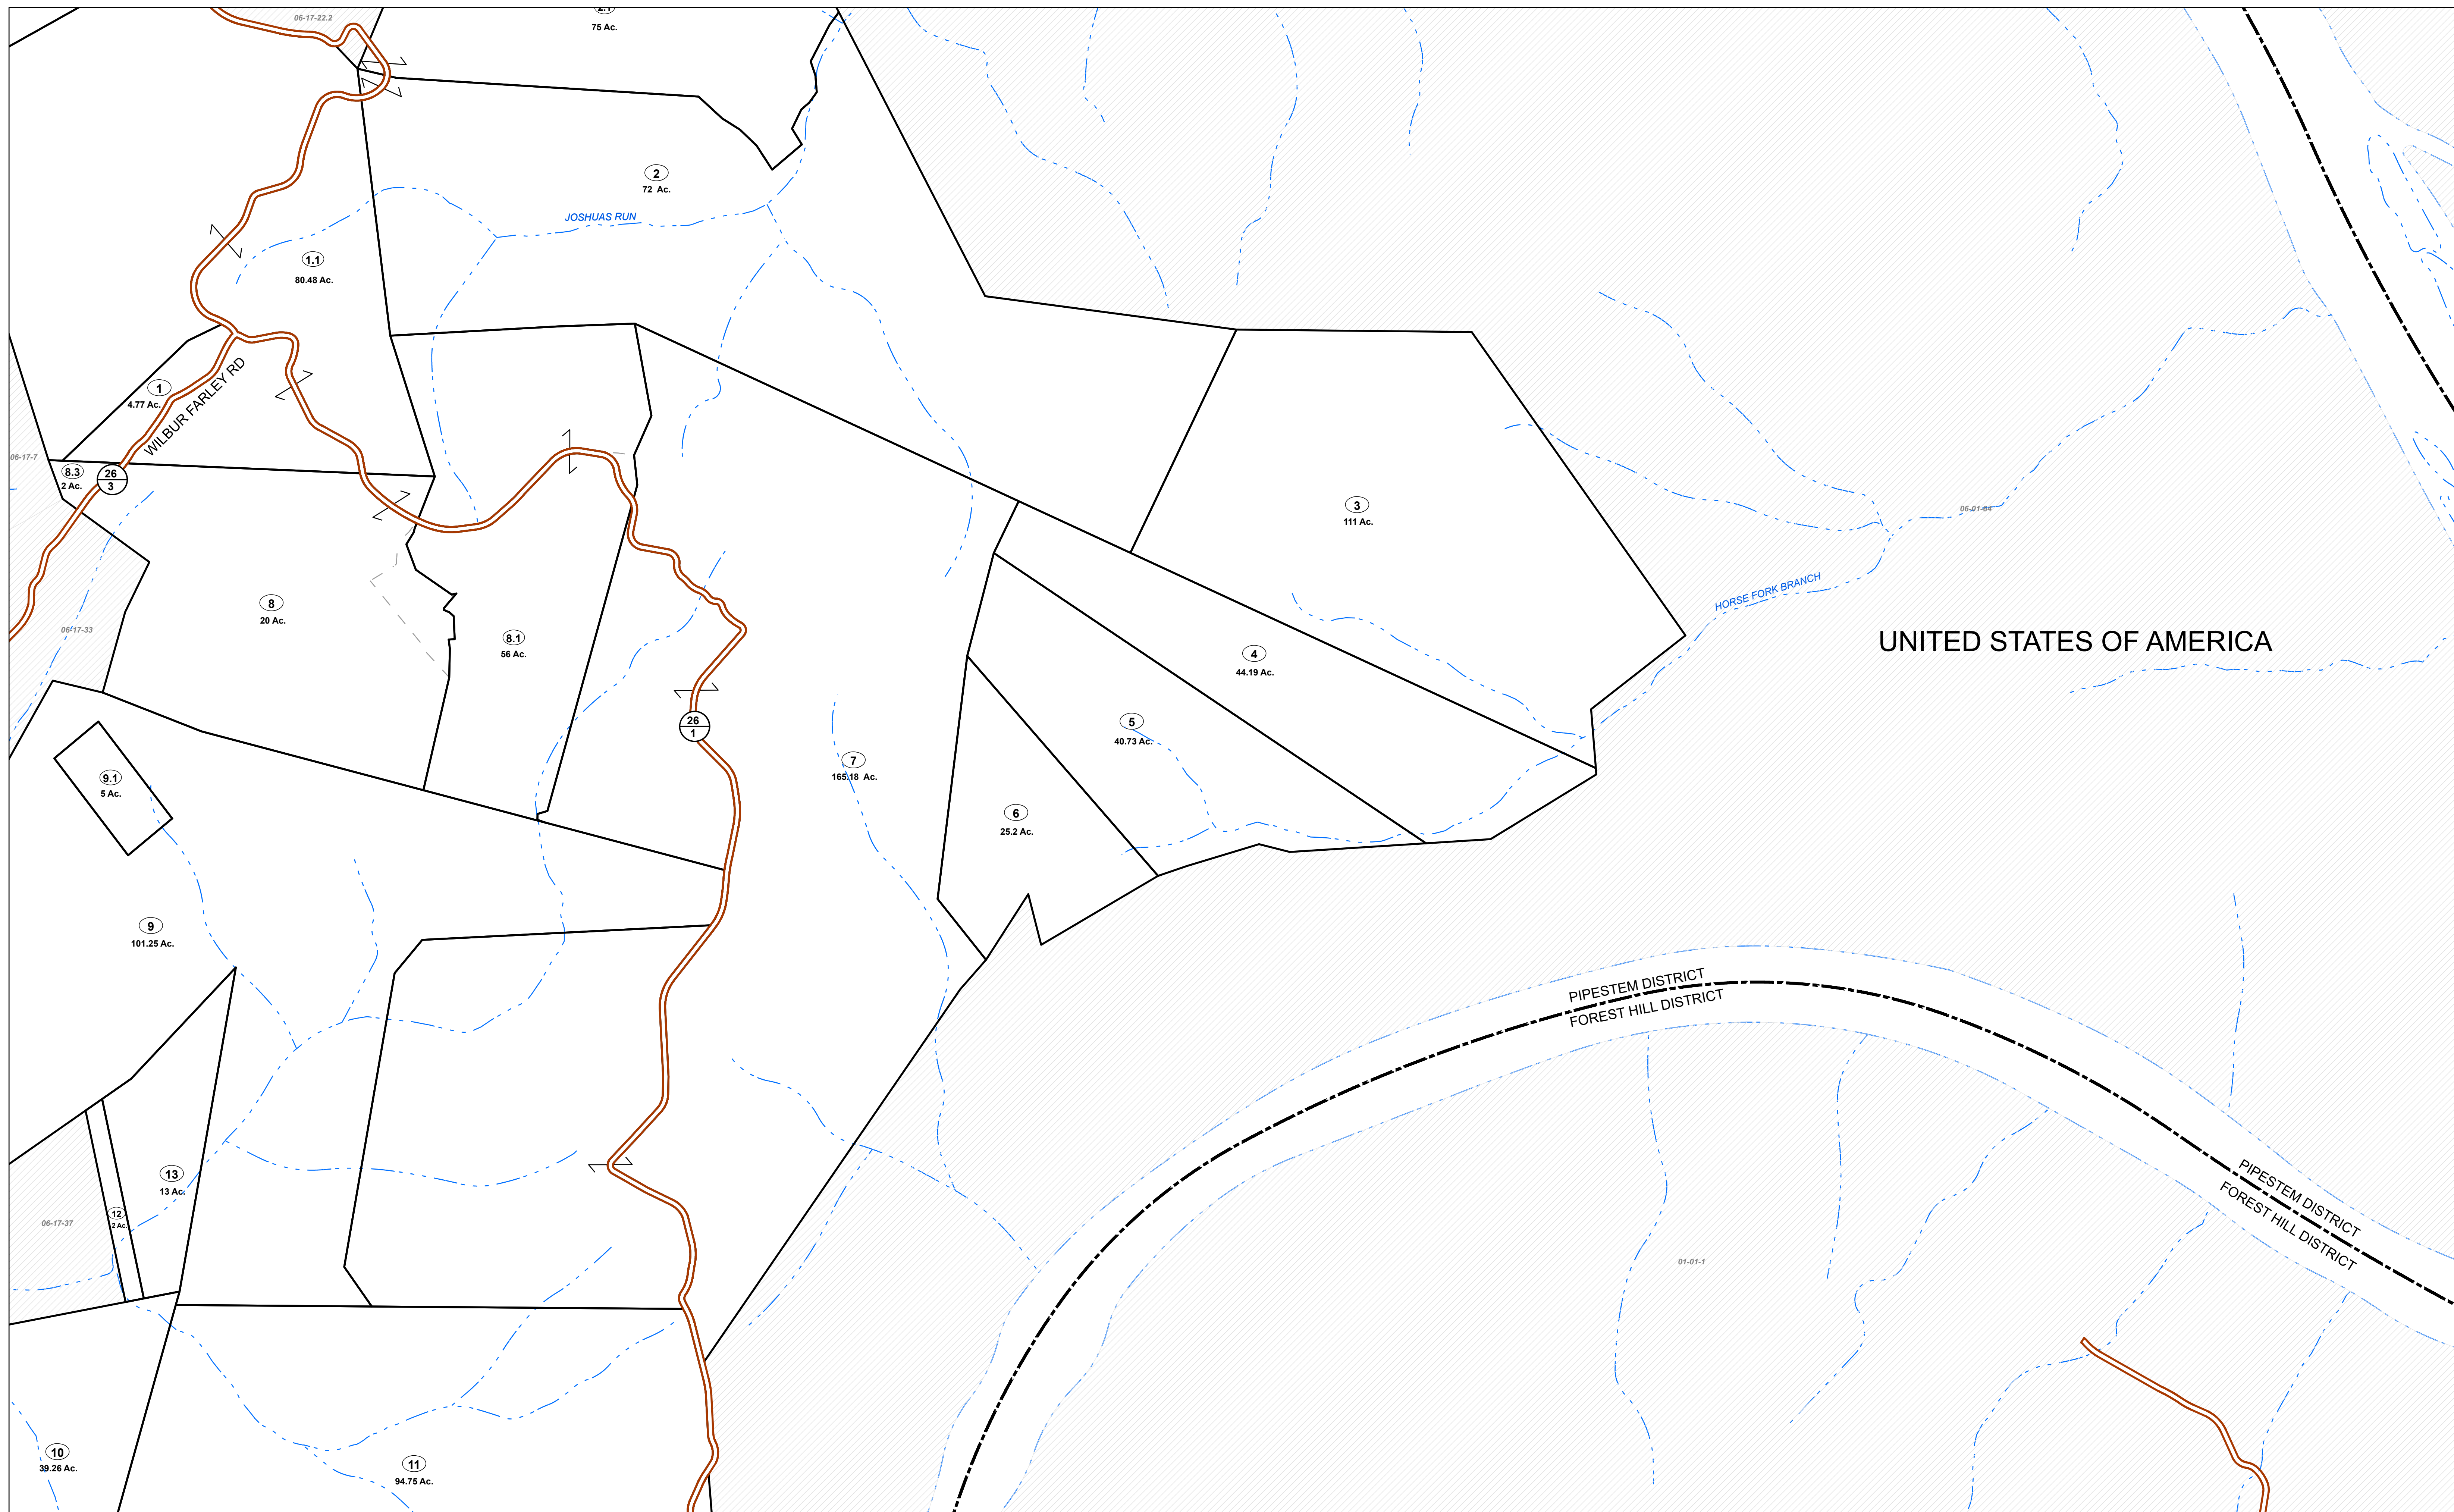 06-17-22.2
2.1
75 Ac.
2
72 Ac.
JOSHUAS RUN
1.1
80.48 Ac.
1
4.77 Ac.
WILBUR FARLEY RD
06-17-7
8.3
2 Ac.
26
3
3
111 Ac.
06-01-64
HORSE FORK BRANCH
UNITED STATES OF AMERICA
8
20 Ac.
06-17-33
8.1
56 Ac.
4
44.19 Ac.
5
40.73 Ac.
26
1
7
165.18 Ac.
9.1
5 Ac.
6
25.2 Ac.
9
101.25 Ac.
PIPESTEM DISTRICT
FOREST HILL DISTRICT
13
13 Ac.
12
2 Ac.
06-17-37
PIPESTEM DISTRICT
FOREST HILL DISTRICT
01-01-1
10
39.26 Ac.
11
94.75 Ac.